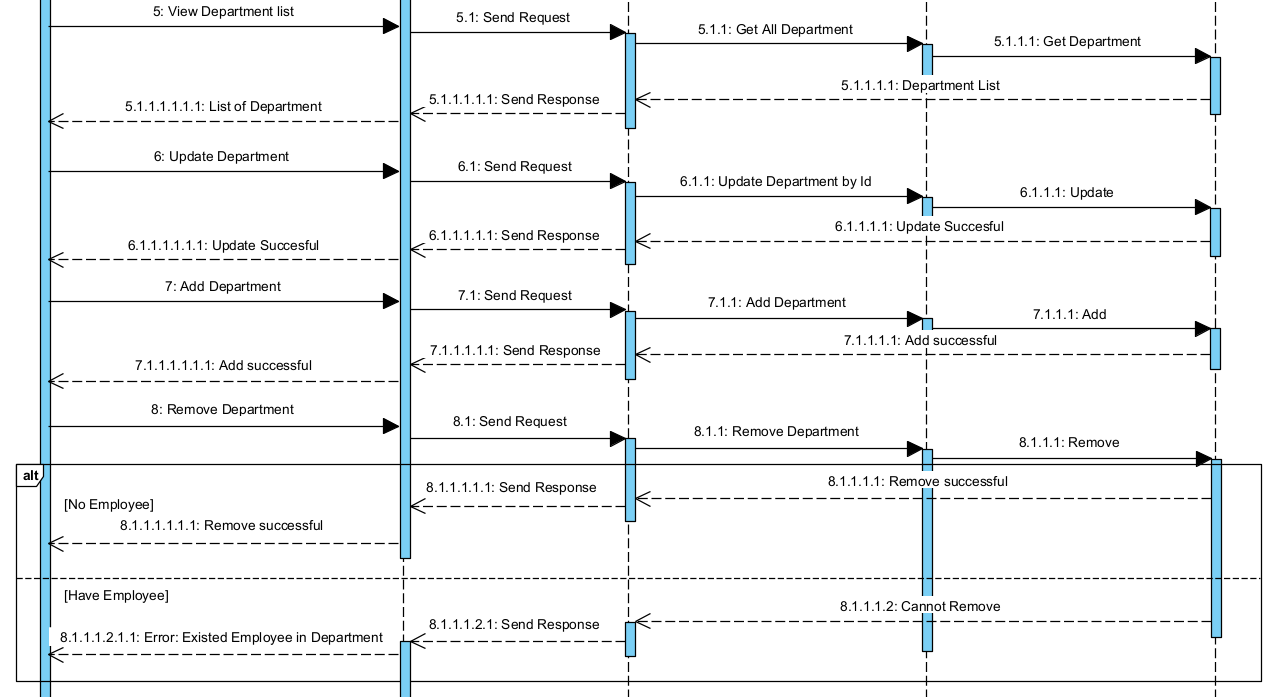 5: View Department list
5.1: Send Request
5.1.1: Get All Department
5.1.1.1: Get Department
5.1.1.1.1: Department List
5.1.1.1.1.1: Send Response
5.1.1.1.1.1.1: List of Department
6: Update Department
6.1: Send Request
6.1.1: Update Department by Id
6.1.1.1: Update
6.1.1.1.1: Update Succesful
6.1.1.1.1.1: Send Response
6.1.1.1.1.1.1: Update Succesful
7: Add Department
7.1: Send Request
7.1.1: Add Department
7.1.1.1: Add
7.1.1.1.1: Add successful
7.1.1.1.1.1: Send Response
7.1.1.1.1.1.1: Add successful
8: Remove Department
8.1: Send Request
8.1.1: Remove Department
8.1.1.1: Remove
alt
8.1.1.1.1: Remove successful
8.1.1.1.1.1: Send Response
[No Employee]
8.1.1.1.1.1.1: Remove successful
[Have Employee]
8.1.1.1.2: Cannot Remove
8.1.1.1.2.1: Send Response
8.1.1.1.2.1.1: Error: Existed Employee in Department